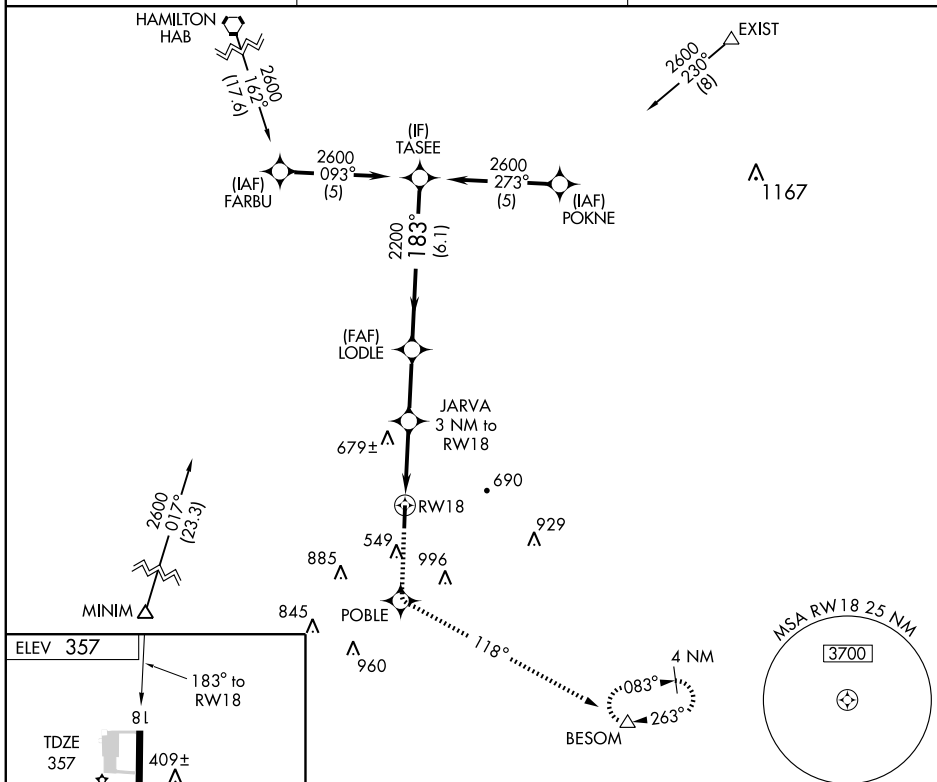 HAMILTON
HAB
2600
162°
(17.6)
EXIST
2600
230°
(8)
(IF)
TASEE
2600
093°
(5)
2600
273°
(5)
(IAF)
FARBU
(IAF)
POKNE
1167
2200
183°
(6.1)
(FAF)
LODLE
JARVA
3 NM to
RW18
679±
690
RW18
2600
017°
(23.3)
549
929
885
996
MINIM
845
POBLE
960
118°
4 NM
083°
263°
BESOM
MSA RW18 25 NM
3700
ELEV 357
183° to
RW18
18
TDZE
357
409±